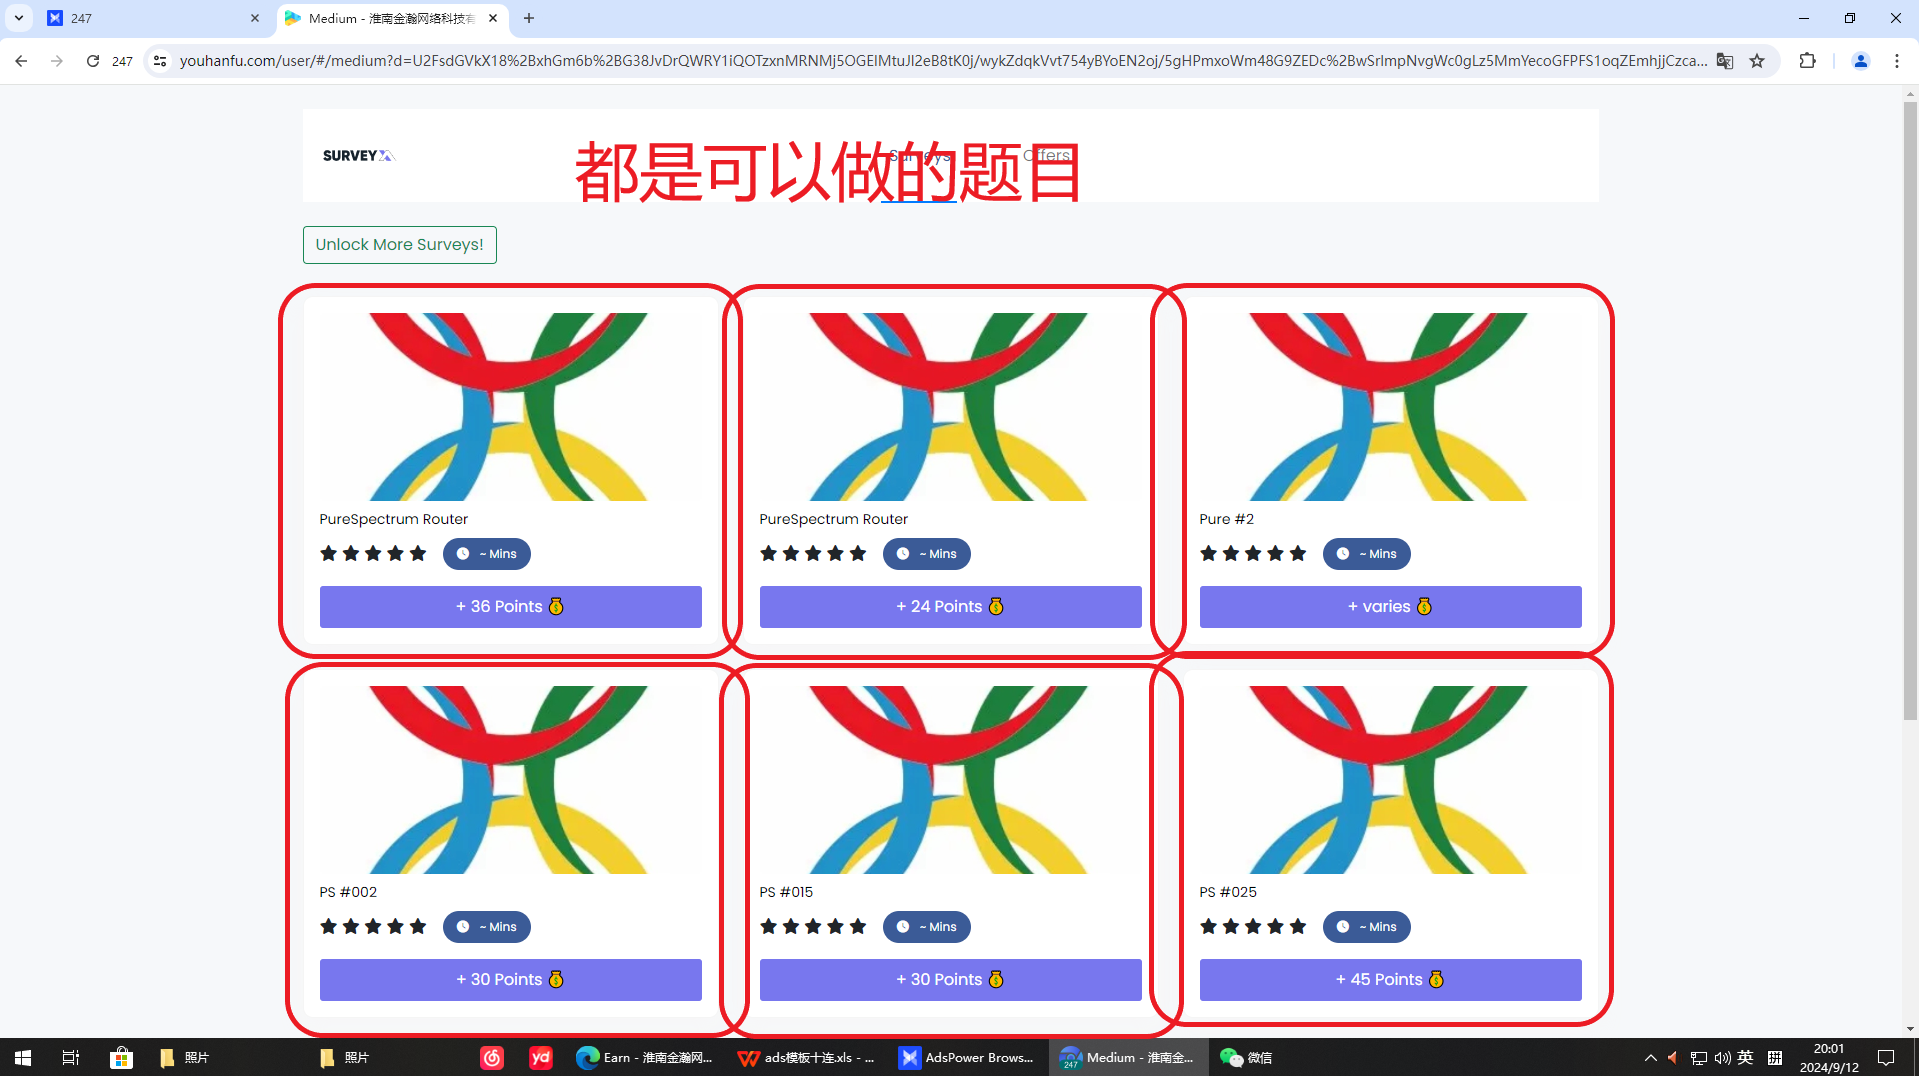 247
Medium - 淮南金瀚网络科技有
247
youhanfu.com/user/#/medium?d=U2FsdGVkX18%2BxhGm6b%2BG38JvDrQWRY1iQOTzxnMRNMj5OGEIMtuJl2eB8tK0j/wykZdqkVvt754yBYoEN2oj/5gHPmxoWm48G9ZEDc%2BwSrImpNvgWc0gLz5MmYecoGFPFS1oqZEmhjjCzca...
SURVEY
Surveys
Offers
都是可以做的题目
Unlock More Surveys!
PureSpectrum Router
~ Mins
+ 36 Points
PureSpectrum Router
~ Mins
+ 24 Points
Pure #2
~ Mins
+ varies
PS #002
~ Mins
+ 30 Points
PS #015
~ Mins
+ 30 Points
PS #025
~ Mins
+ 45 Points
照片
照片
yd
Earn - 淮南金瀚网...
ads模板十连.xls - ...
AdsPower Brows...
247
Medium - 淮南金...
微信
英
拼
20:01
2024/9/12